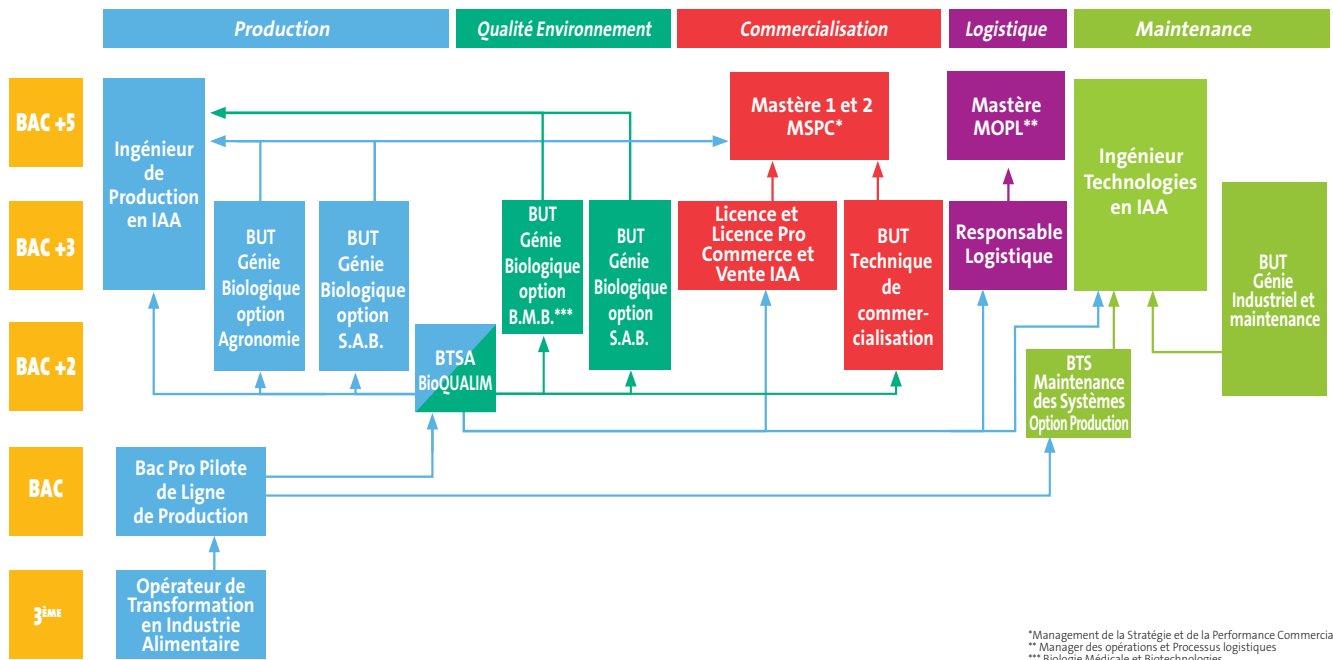 Production
Qualité Environnement
Commercialisation
Logistique
Maintenance
BAC +5
BAC +3
BAC +2
BAC
3ÈME
Ingénieur
de
Production
en IAA
BUT
Génie
Biologique
option
Agronomie
BUT
Génie
Biologique
option
S.A.B.
BTSA
BioQUALIM
BUT
Génie
Biologique
option
B.M.B.***
BUT
Génie
Biologique
option
S.A.B.
Mastère 1 et 2
MSPC*
Licence et
Licence Pro
Commerce et
Vente IAA
BUT
Technique
de
commer-
cialisation
Mastère
MOPL**
Responsable
Logistique
Ingénieur
Technologies
en IAA
BTS
Maintenance
des Systèmes
Option Production
BUT
Génie
Industriel et
maintenance
Bac Pro Pilote
de Ligne
de Production
Opérateur de
Transformation
en Industrie
Alimentaire
*Management de la Stratégie et de la Performance Commercia
** Manager des opérations et Processus logistiques
*** Biologie Médicale et Biotechnologies